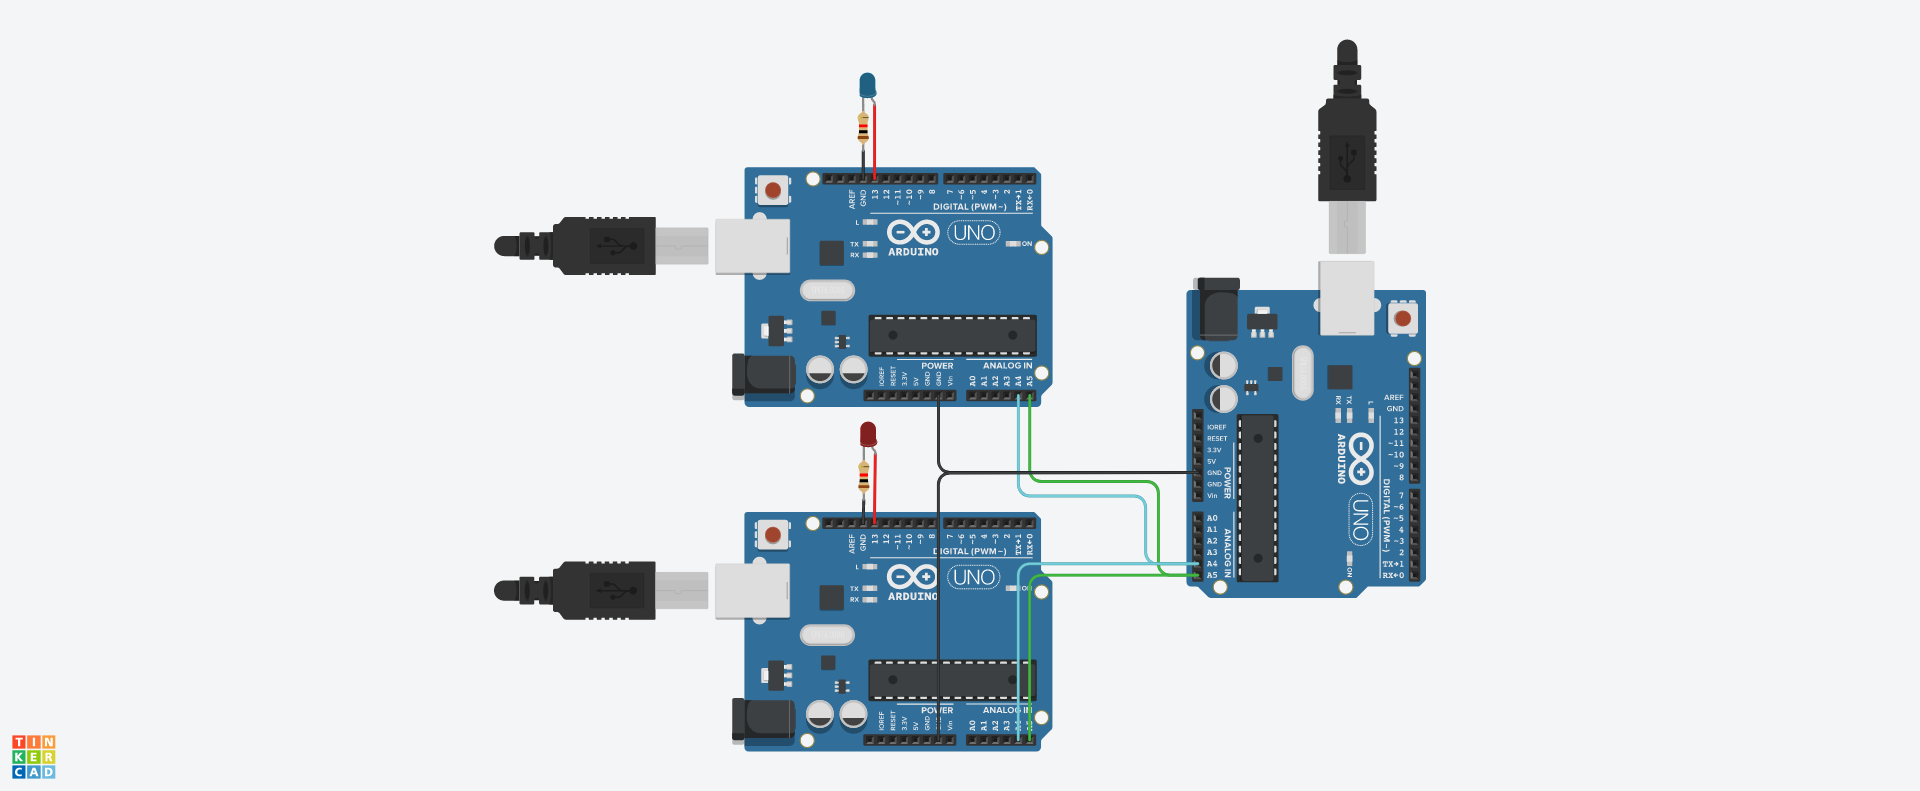 AREF
GND
13
12
~11
~10
~9
8
7
~6
~5
4
~3
2
TX→1
RX←0
DIGITAL (PWM~)
L
TX
RX
UNO
ON
ARDUINO
POWER
ANALOG IN
IOREF
RESET
3.3V
5V
GND
GND
Vin
A0
A1
A2
A3
A4
A5
AREF
GND
13
12
~11
~10
~9
8
7
~6
~5
4
~3
2
TX→1
RX←0
DIGITAL (PWM~)
L
TX
RX
UNO
ARDUINO
POWER
ANALOG IN
IOREF
RESET
3.3V
5V
GND
Vin
A0
A1
A2
A3
RX
TX
L
IOREF
RESET
3.3V
5V
GND
GND
Vin
POWER
A0
A1
A2
A3
A4
A5
ANALOG IN
ARDUINO
UNO
ON
AREF
GND
13
12
~11
~10
~9
8
7
~6
~5
4
~3
2
TX→1
RX←0
DIGITAL (PWM~)
TIN
KER
CAD